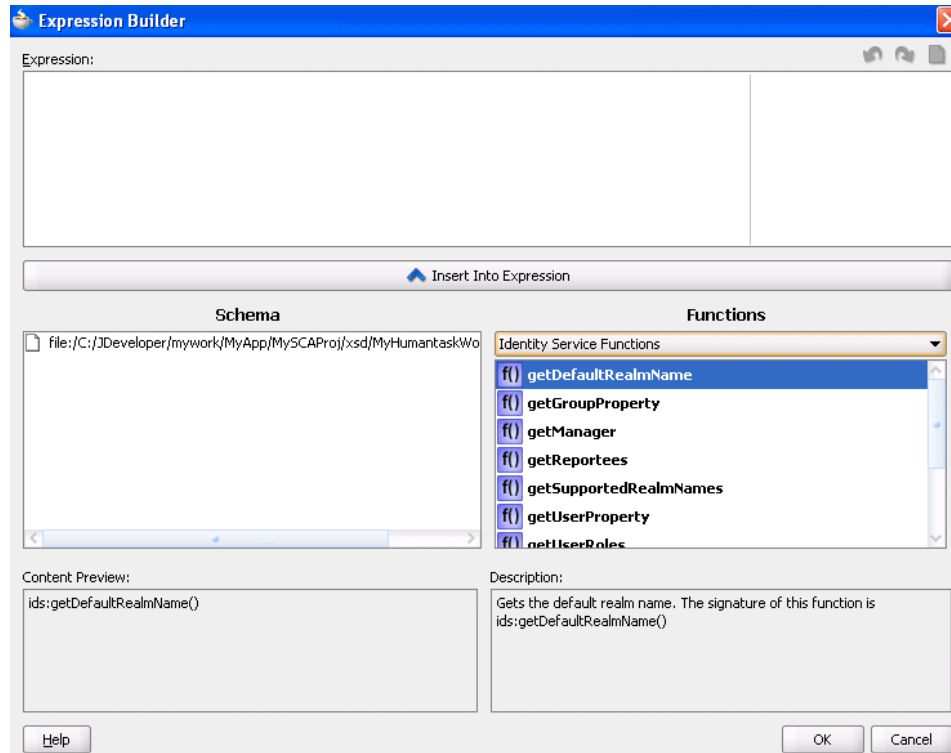 Expression Builder
Expression:
Insert Into Expression
Schema
file:/C:/JDeveloper/mywork/MyApp/MySCAProj/xsd/MyHumantaskWo
Functions
Identity Service Functions
f() getDefaultRealmName
f() getGroupProperty
f() getManager
f() getReportees
f() getSupportedRealmNames
f() getUserProperty
f() getUserRoles
Content Preview:
ids:getDefaultRealmName()
Description:
Gets the default realm name. The signature of this function is
ids:getDefaultRealmName()
Help
OK
Cancel